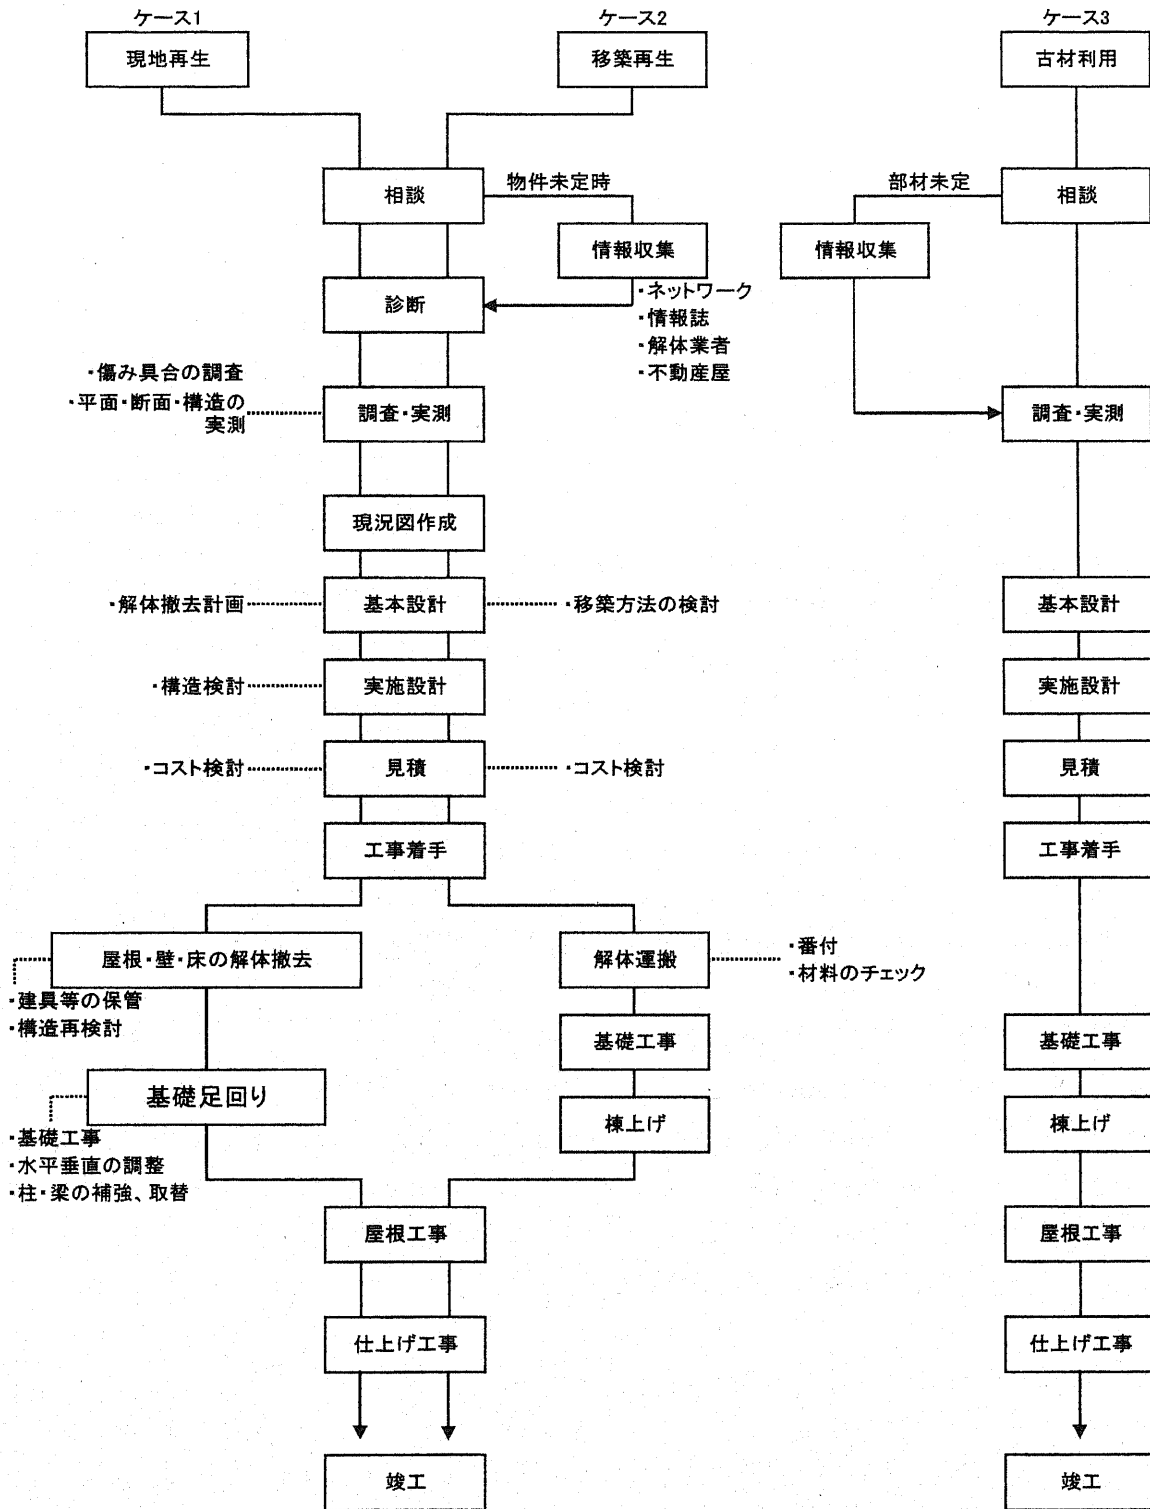 ケース1
現地再生
ケース2
移築再生
ケース3
古材利用
相談
物件未定時
情報収集
・ネットワーク
・情報誌
・解体業者
・不動産屋
部材未定
相談
情報収集
診断
・傷み具合の調査
・平面・断面・構造の
実測
調査・実測
調査・実測
現況図作成
・解体撤去計画
基本設計
・移築方法の検討
基本設計
・構造検討
実施設計
実施設計
・コスト検討
見積
・コスト検討
見積
工事着手
工事着手
屋根・壁・床の解体撤去
・建具等の保管
・構造再検討
解体運搬
・番付
・材料のチェック
基礎工事
基礎工事
基礎足回り
・基礎工事
・水平垂直の調整
・柱・梁の補強、取替
棟上げ
棟上げ
屋根工事
屋根工事
仕上げ工事
仕上げ工事
竣工
竣工